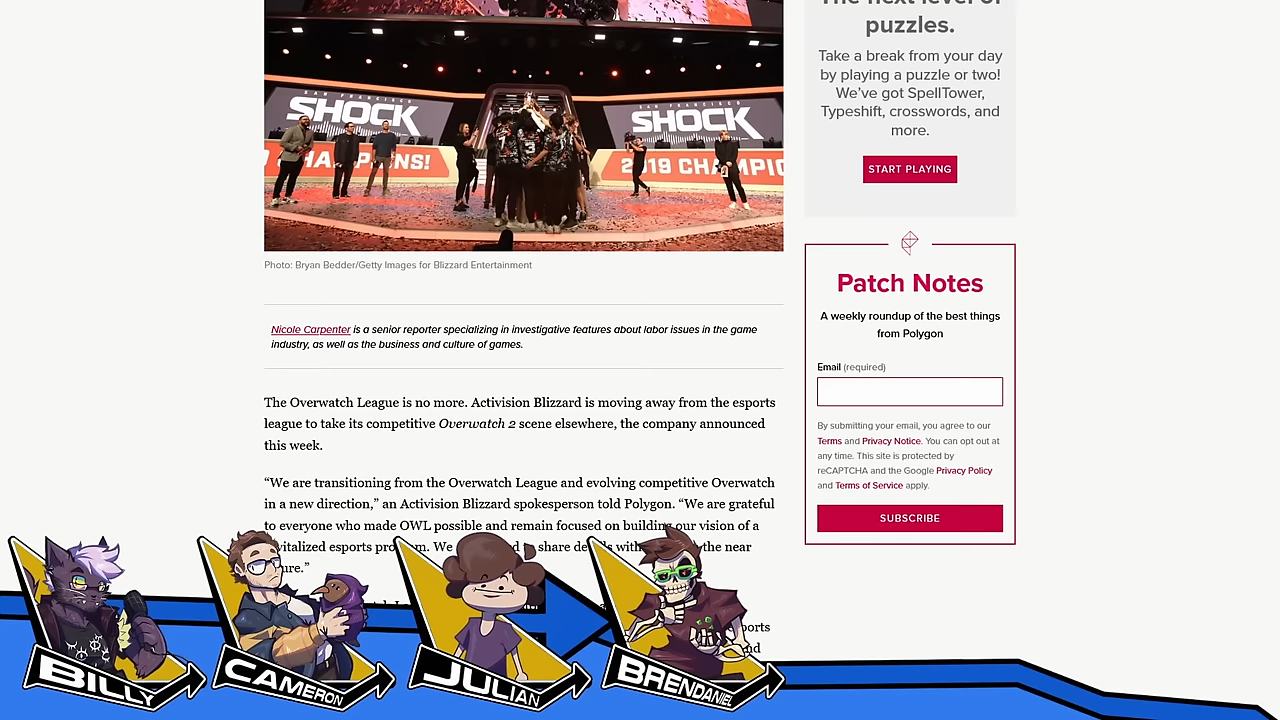 The next level of
puzzles.
Take a break from your day
by playing a puzzle or two!
We've got SpellTower,
Typeshift, crosswords, and
more.
START PLAYING
SAN FRANCISCO
SHOCK
SAN FRANCISCO
SHOCK
2019 CHAMPIO
Photo: Bryan Bedder/Getty Images for Blizzard Entertainment
Nicole Carpenter is a senior reporter specializing in investigative features about labor issues in the game
industry, as well as the business and culture of games.
The Overwatch League is no more. Activision Blizzard is moving away from the esports
league to take its competitive Overwatch 2 scene elsewhere, the company announced
this week.
“We are transitioning from the Overwatch League and evolving competitive Overwatch
in a new direction,” an Activision Blizzard spokesperson told Polygon. “We are grateful
to everyone who made OWL possible and remain focused on building our vision of a
esports We share with the near
Patch Notes
A weekly roundup of the best things
from Polygon
Email (required)
By submitting your email, you agree to our
Terms and Privacy Notice. You can opt out at
any time. This site is protected by
reCAPTCHA and the Google Privacy Policy
and Terms of Service apply.
SUBSCRIBE
BILLY
CAMERON
JULIAN
BRENDANIEL